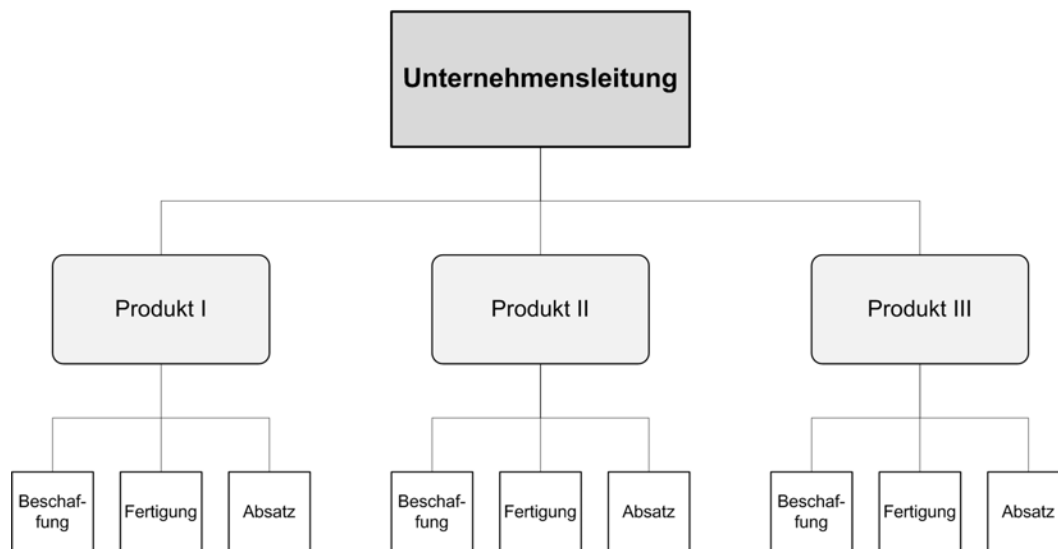 Unternehmensleitung
Produkt I
Produkt II
Produkt III
Beschaf-
fung
Fertigung
Absatz
Beschaf-
fung
Fertigung
Absatz
Beschaf-
fung
Fertigung
Absatz